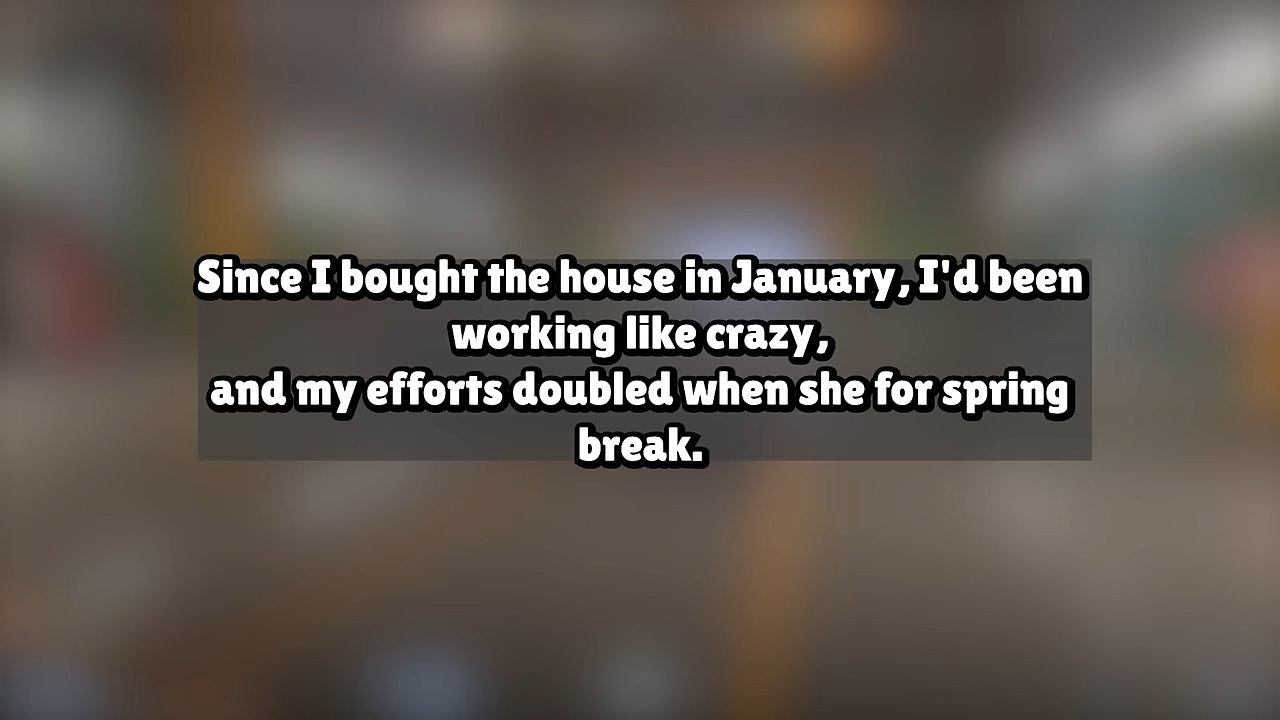 Since I bought the house in January, I'd been
working like crazy,
and my efforts doubled when she for spring
break.